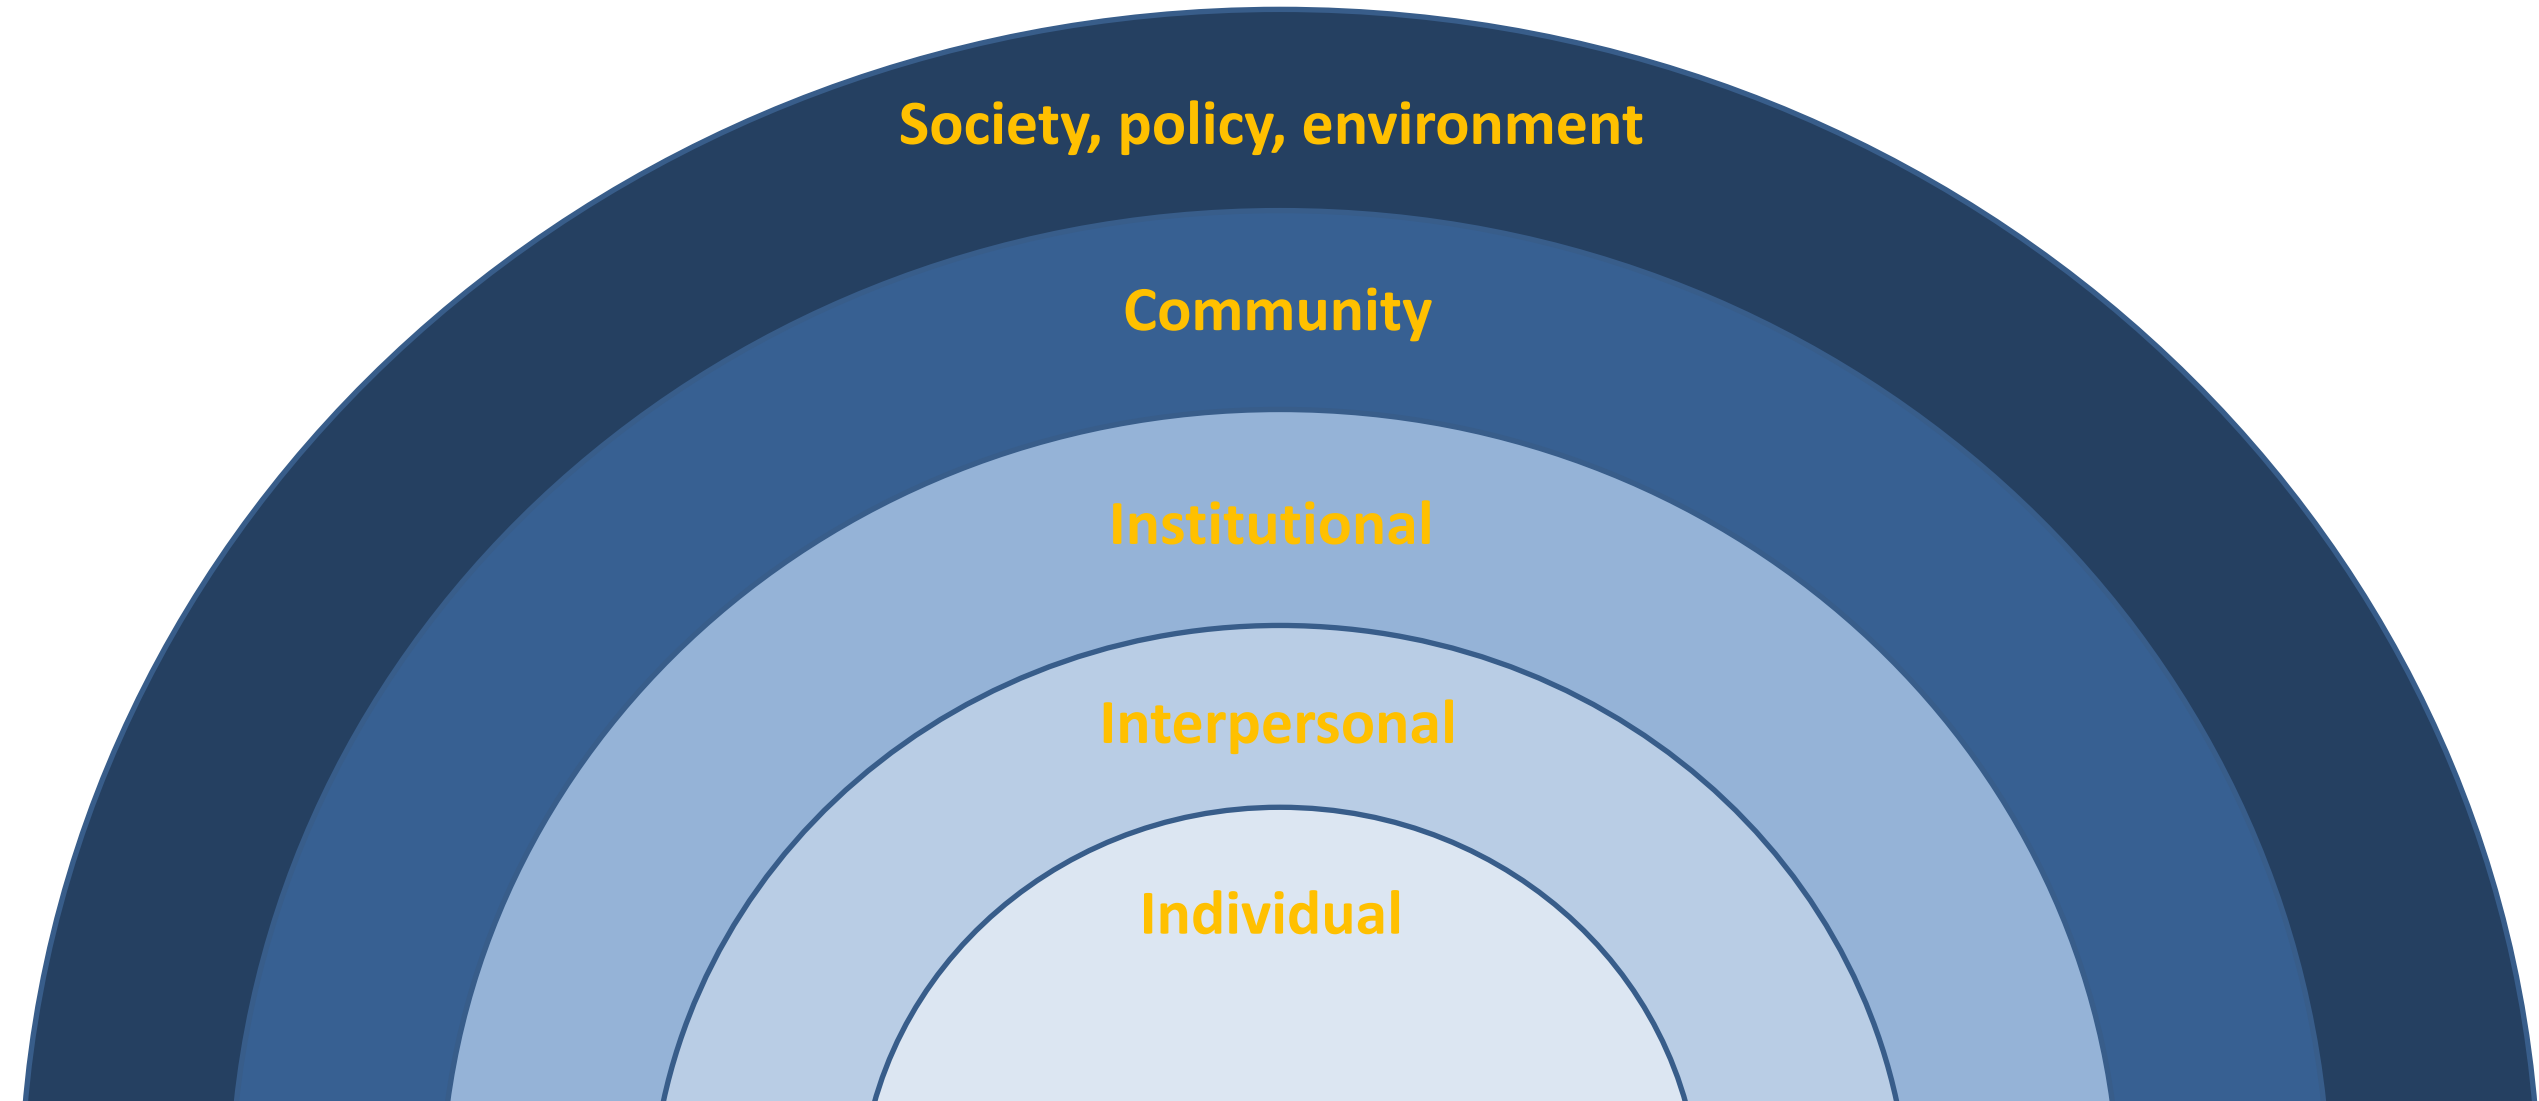 Society, policy, environment
Community
Institutional
Interpersonal
Individual